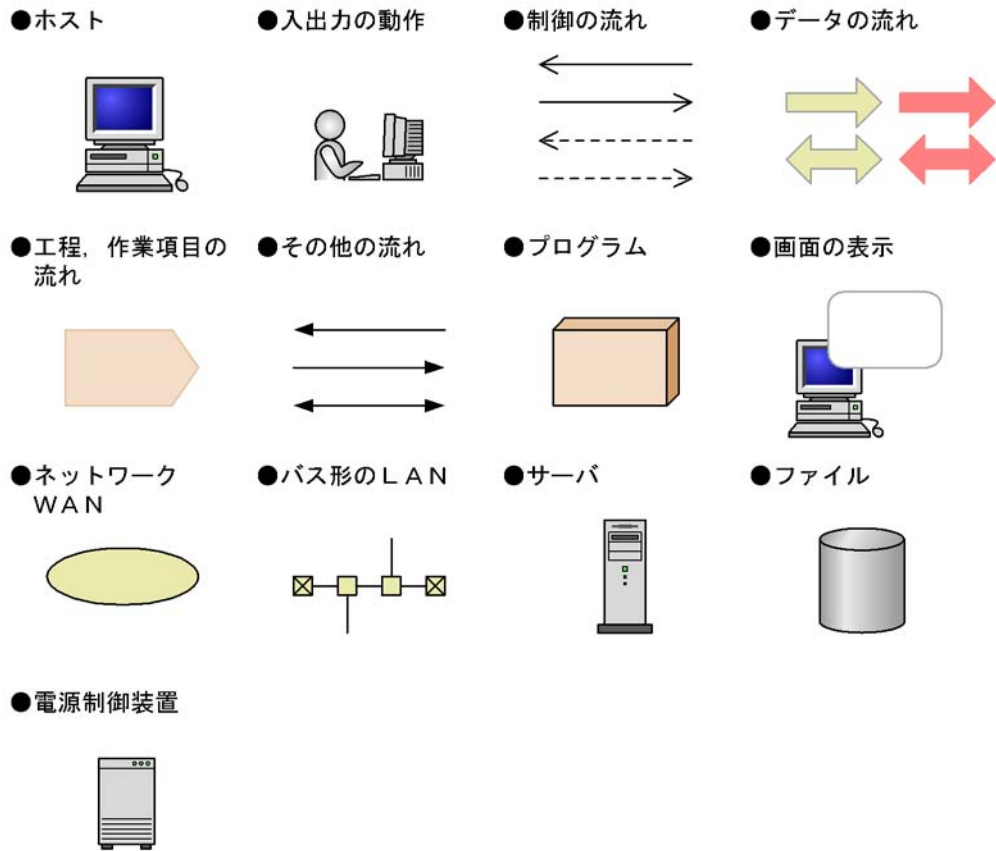 ●ホスト
●入出力の動作
●制御の流れ
●データの流れ
●工程，作業項目の
流れ
●その他の流れ
●プログラム
●画面の表示
●ネットワーク
ＷＡＮ
●バス形のＬＡＮ
●サーバ
●ファイル
●電源制御装置